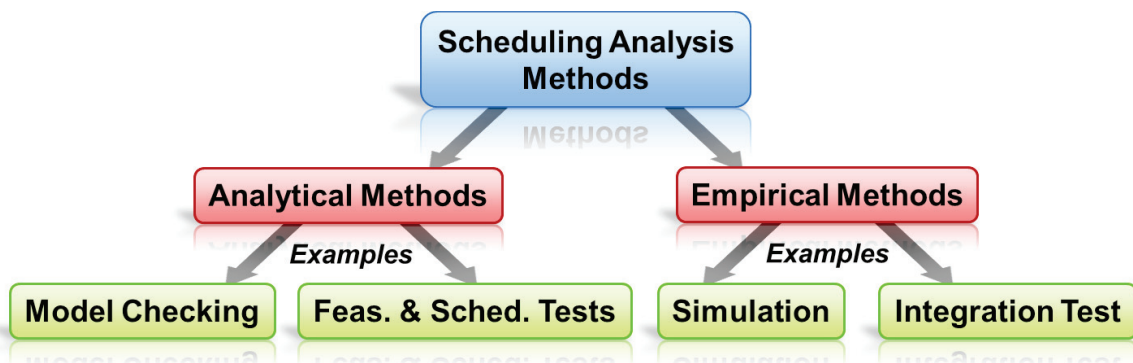 Scheduling Analysis
Methods
Analytical Methods
Empirical Methods
Examples
Examples
Model Checking
Feas. & Sched. Tests
Simulation
Integration Test